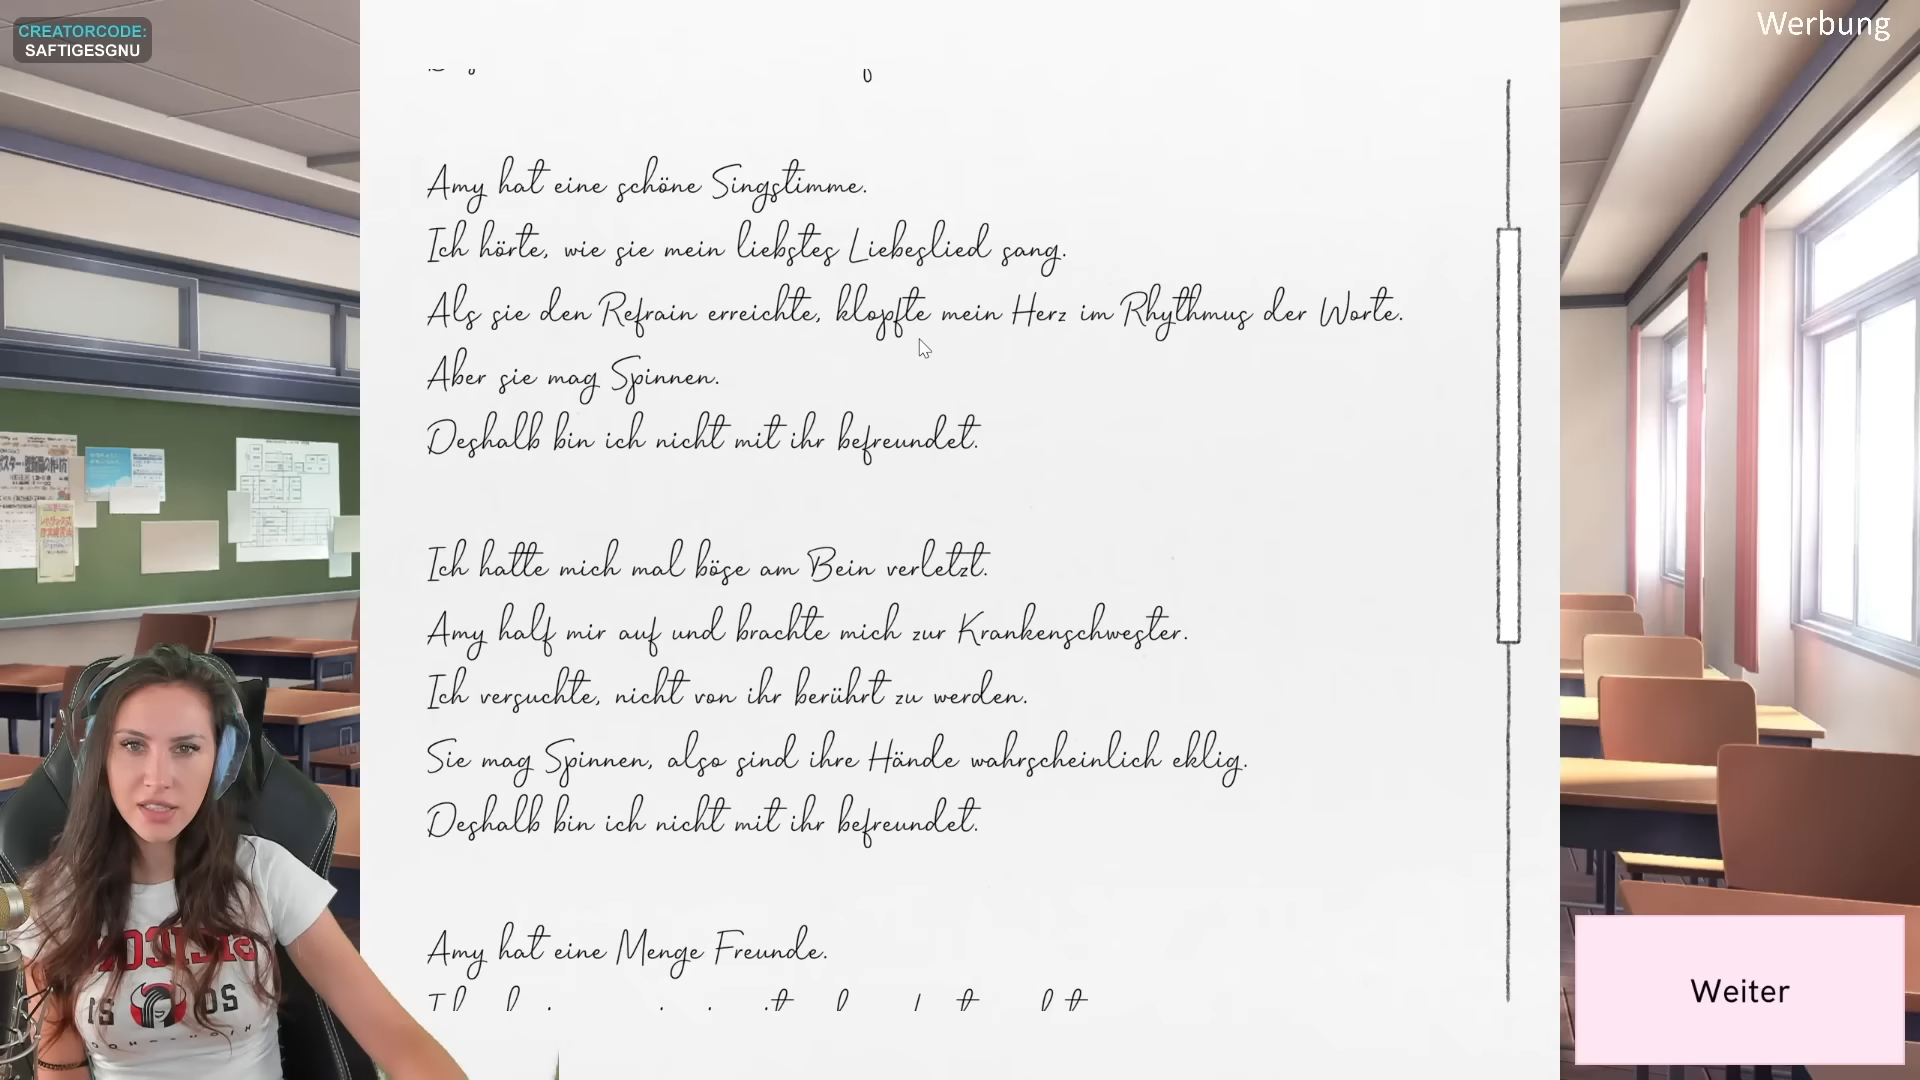 CREATORCODE:
SAFTIGESGNU
Werbung
Amy hat eine schöne Singstimme.
Ich hörte, wie sie mein liebstes Liebeslied sang.
Als sie den Refrain erreichte, klopfte mein Herz im Rhythmus der Worte.
Aber sie mag Spinnen.
Deshalb bin ich nicht mit ihr befreundet.
Ich hatte mich mal böse am Bein verletzt.
Amy half mir auf und brachte mich zur Krankenschwester.
Ich versuchte, nicht von ihr berührt zu werden.
Sie mag Spinnen, also sind ihre Hände wahrscheinlich eklig.
Deshalb bin ich nicht mit ihr befreundet.
Amy hat eine Menge Freunde.
Weiter